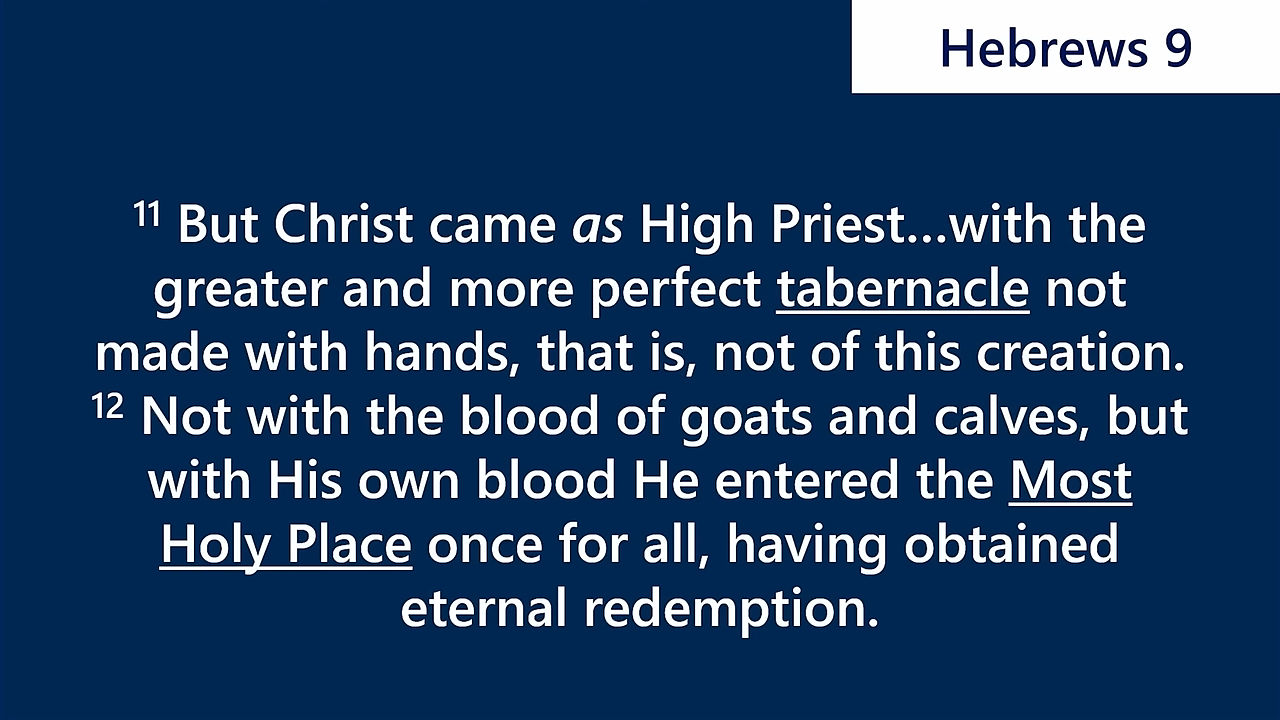 Hebrews 9
11 But Christ came as High Priest...with the
greater and more perfect tabernacle not
made with hands, that is, not of this creation.
12 Not with the blood of goats and calves, but
with His own blood He entered the Most
Holy Place once for all, having obtained
eternal redemption.